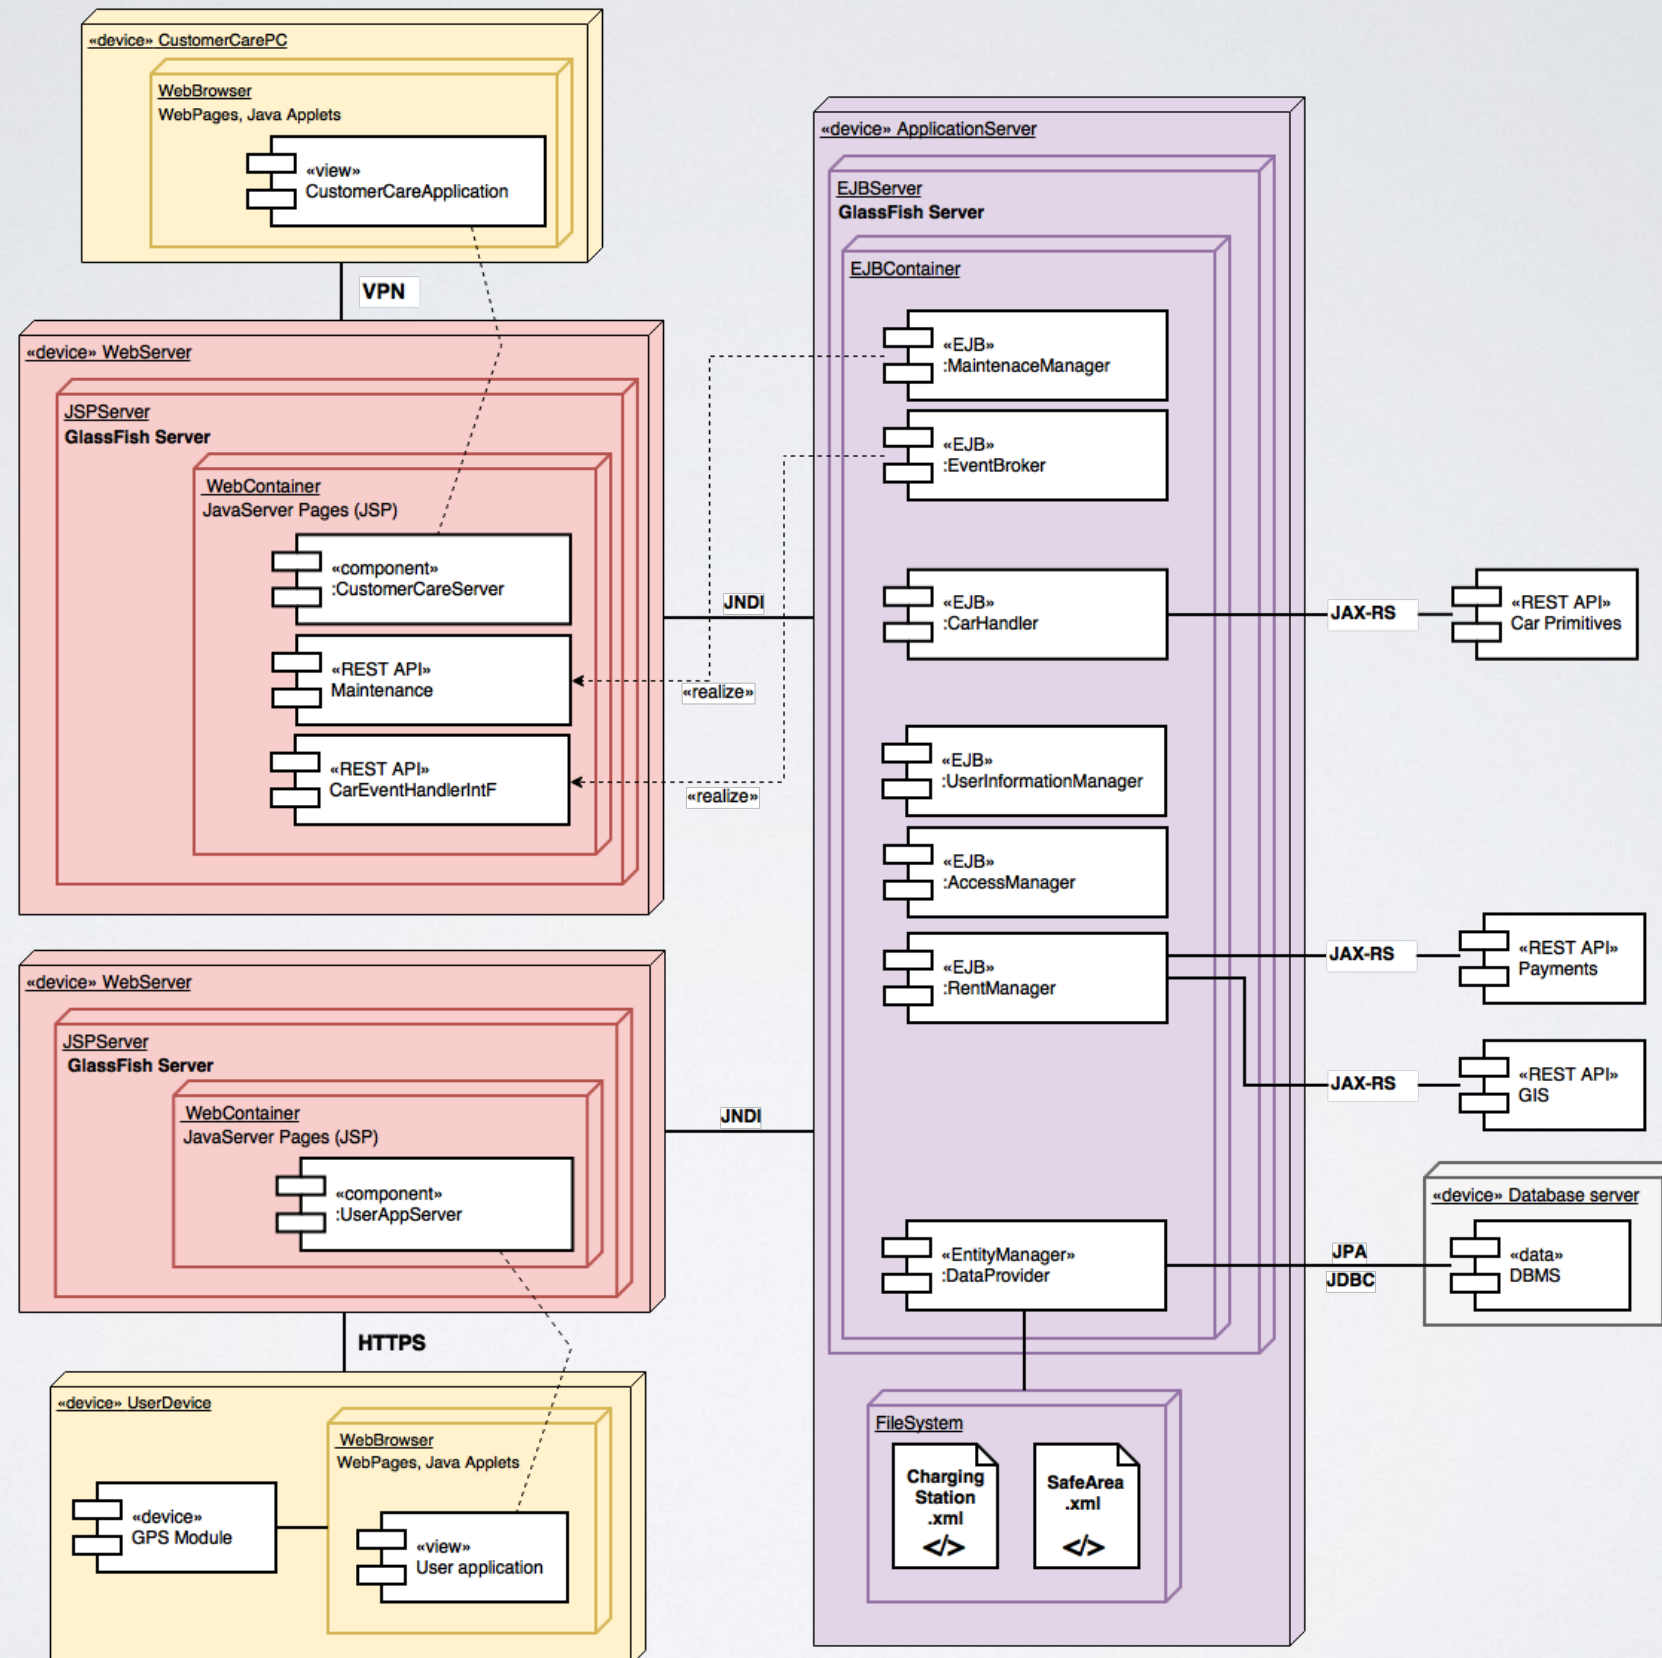 «device» CustomerCarePC
WebBrowser
WebPages, Java Applets
«view»
CustomerCareApplication
VPN
«device» WebServer
JSPServer
GlassFish Server
WebContainer
JavaServer Pages (JSP)
«component»
:CustomerCareServer
«REST API»
Maintenance
«REST API»
CarEventHandlerIntF
«realize»
«realize»
JNDI
«device» WebServer
JSPServer
GlassFish Server
WebContainer
JavaServer Pages (JSP)
«component»
:UserAppServer
JNDI
HTTPS
«device» UserDevice
WebBrowser
WebPages, Java Applets
«device»
GPS Module
«view»
User application
«device» ApplicationServer
EJBServer
GlassFish Server
EJBContainer
«EJB»
:MaintenaceManager
«EJB»
:EventBroker
«EJB»
:CarHandler
«EJB»
:UserInformationManager
«EJB»
:AccessManager
«EJB»
:RentManager
«EntityManager»
:DataProvider
FileSystem
Charging
Station
.xml
</>
SafeArea
.xml
</>
JAX-RS
«REST API»
Car Primitives
JAX-RS
«REST API»
Payments
JAX-RS
«REST API»
GIS
JPA
JDBC
«device» Database server
«data»
DBMS